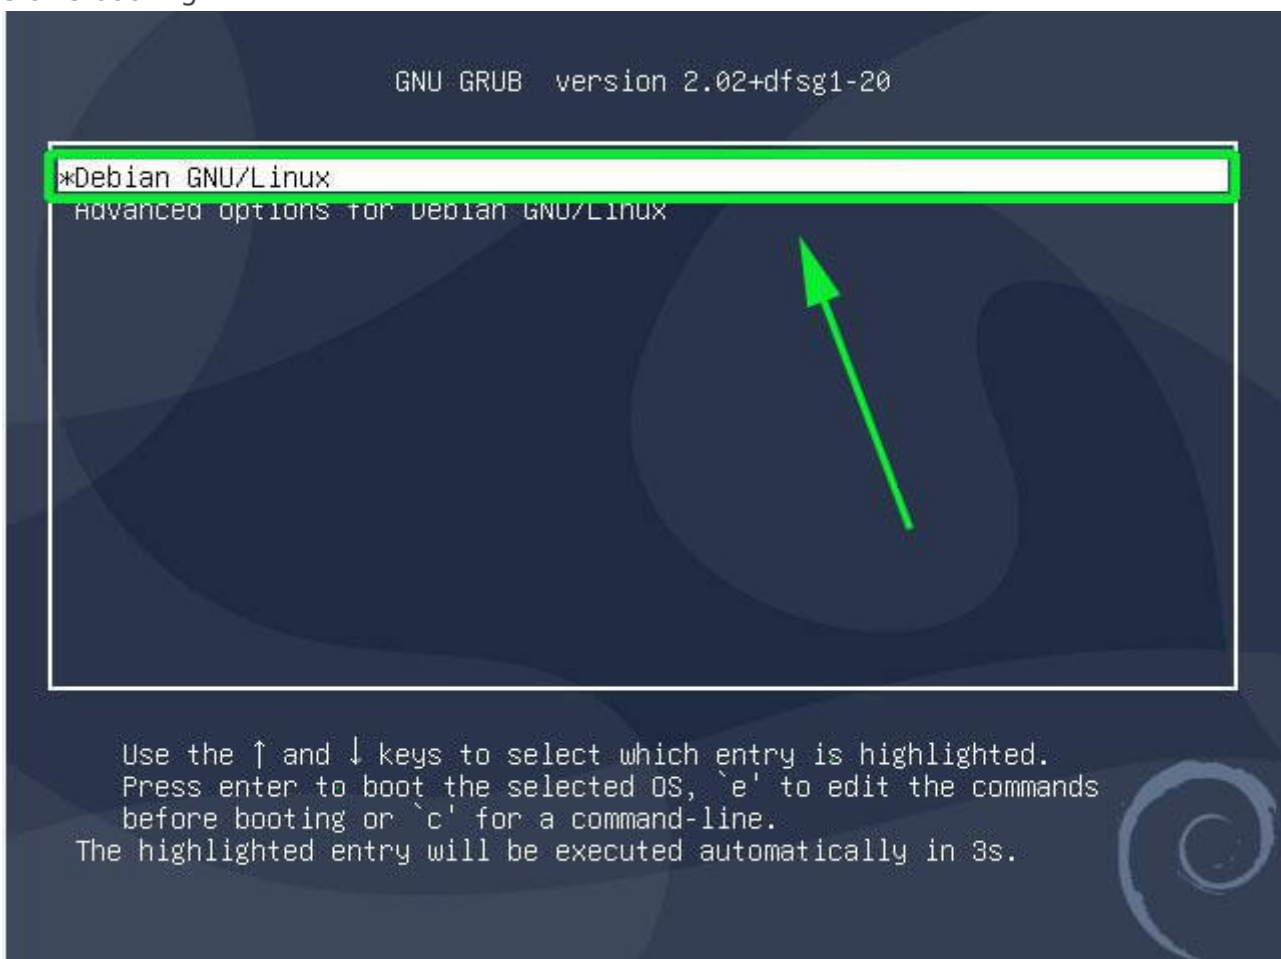 GNU GRUB version 2.02+dfsg1-20
*Debian GNU/Linux
Advanced options for Debian GNU/Linux
Use the ↑ and ↓ keys to select which entry is highlighted.
Press enter to boot the selected OS, `e' to edit the commands
before booting or `c' for a command-line.
The highlighted entry will be executed automatically in 3s.